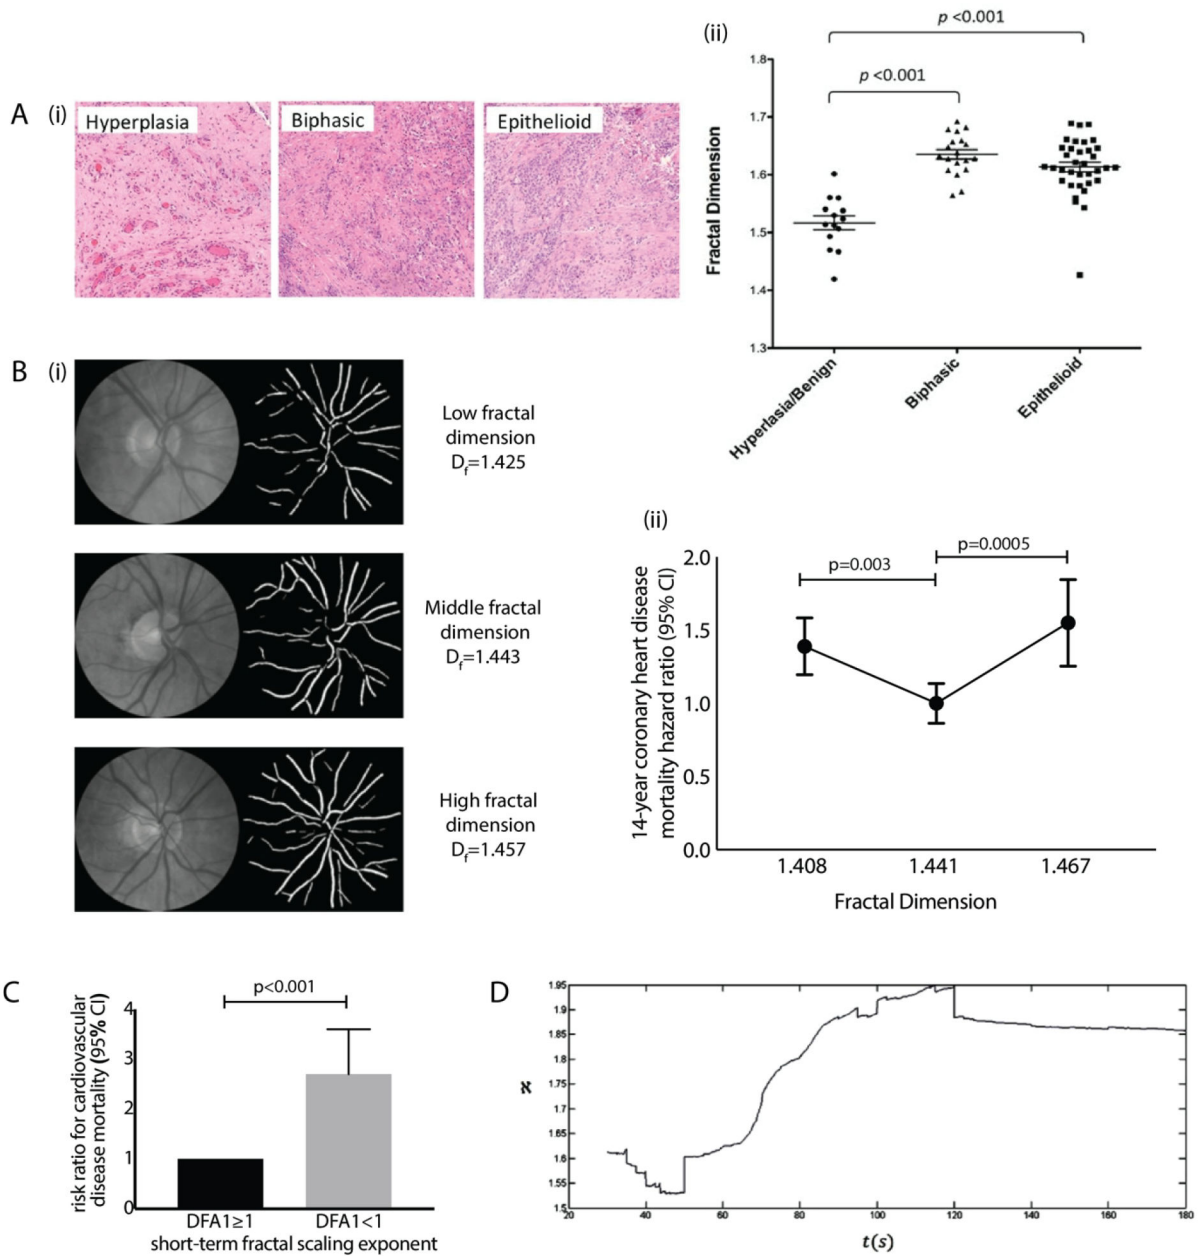 A (i)
Hyperplasia
Biphasic
Epithelioid
(ii)
p <0.001
p <0.001
Fractal Dimension
1.8
1.7
1.6
1.5
1.4
1.3
Hyperlasia/Benign
Biphasic
Epithelioid
B (i)
Low fractal
dimension
Df=1.425
Middle fractal
dimension
Df=1.443
High fractal
dimension
Df=1.457
(ii)
p=0.003
p=0.0005
14-year coronary heart disease
mortality hazard ratio (95% CI)
2.0
1.5
1.0
0.5
0.0
1.408
1.441
1.467
Fractal Dimension
C
p<0.001
risk ratio for cardiovascular
disease mortality (95% CI)
4
3
2
1
0
DFA1≥1
DFA1<1
short-term fractal scaling exponent
D
1.95
1.9
1.85
1.8
1.75
1.7
1.65
1.6
1.55
1.5
א
20
40
60
80
100
120
140
160
180
t(s)